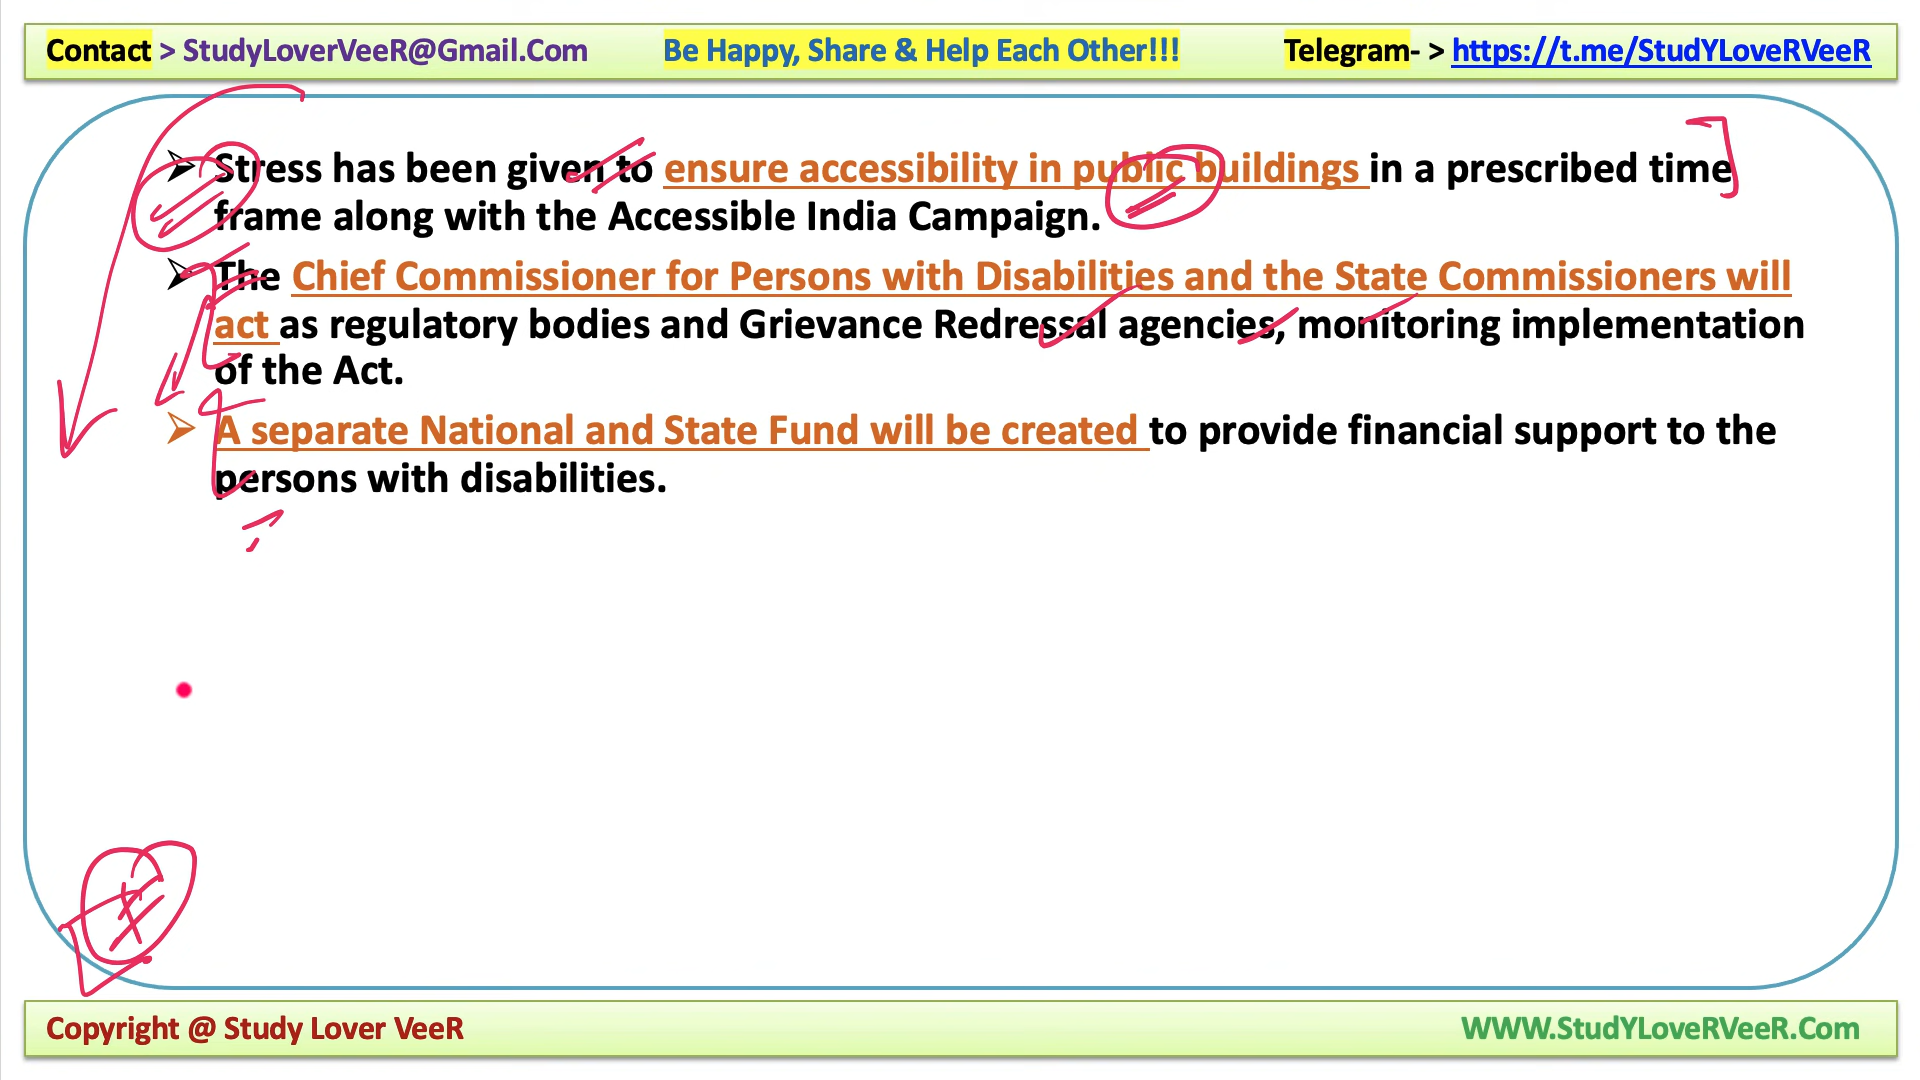 Contact > StudyLoverVeeR@Gmail.Com Be Happy, Share & Help Each Other!!! Telegram- > https://t.me/StudYLoveRVeeR
➢ Stress has been given to ensure accessibility in public buildings in a prescribed time
frame along with the Accessible India Campaign.
➢ The Chief Commissioner for Persons with Disabilities and the State Commissioners will
act as regulatory bodies and Grievance Redressal agencies, monitoring implementation
of the Act.
➢ A separate National and State Fund will be created to provide financial support to the
persons with disabilities.
Copyright @ Study Lover VeeR WWW.StudYLoveRVeeR.Com